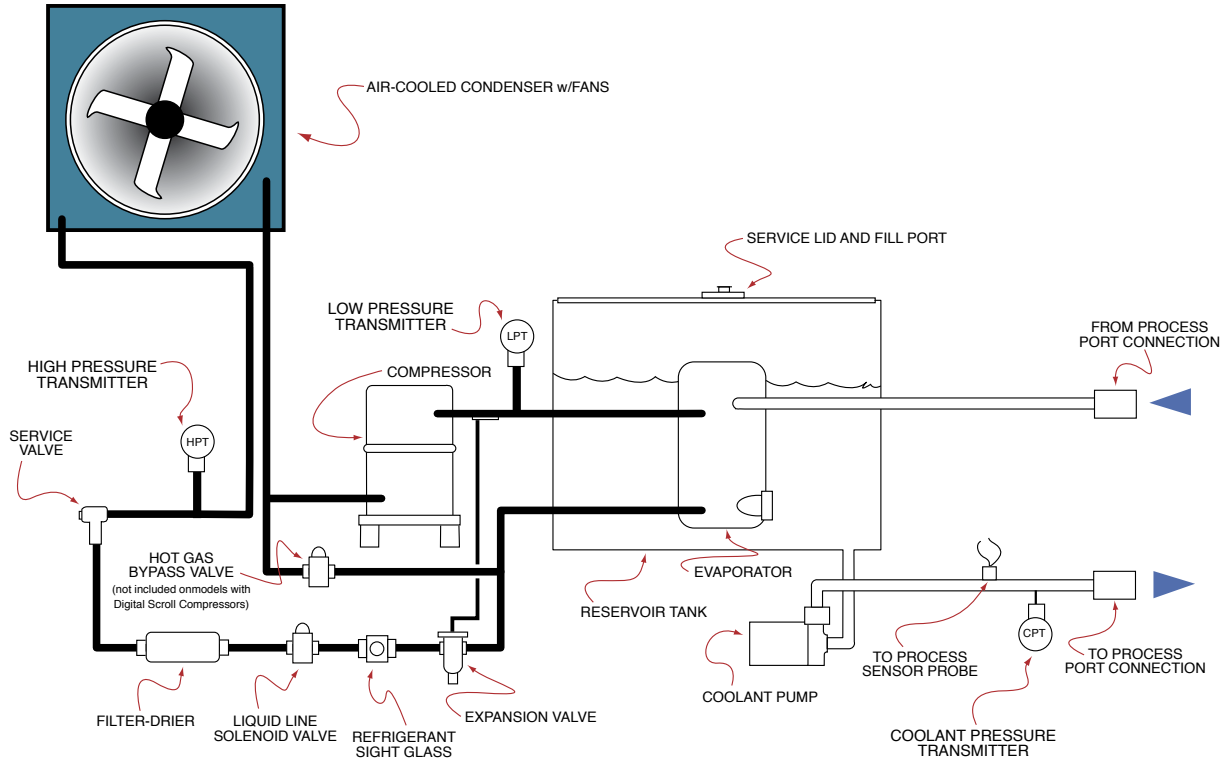 AIR-COOLED CONDENSER w/FANS
SERVICE LID AND FILL PORT
LOW PRESSURE
TRANSMITTER
LPT
FROM PROCESS
PORT CONNECTION
HIGH PRESSURE
TRANSMITTER
COMPRESSOR
SERVICE
VALVE
HPT
HOT GAS
BYPASS VALVE
(not included onmodels with
Digital Scroll Compressors)
EVAPORATOR
RESERVOIR TANK
CPT
TO PROCESS
SENSOR PROBE
TO PROCESS
PORT CONNECTION
COOLANT PUMP
FILTER-DRIER
LIQUID LINE
SOLENOID VALVE
REFRIGERANT
SIGHT GLASS
EXPANSION VALVE
COOLANT PRESSURE
TRANSMITTER